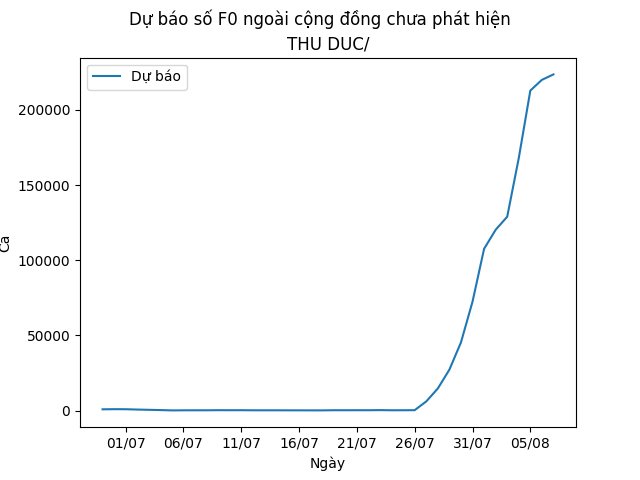 Dự báo số F0 ngoài cộng đồng chưa phát hiện
THU DUC/
Dự báo
200000
150000
100000
50000
0
Ca
01/07 06/07 11/07 16/07 21/07 26/07 31/07 05/08
Ngày